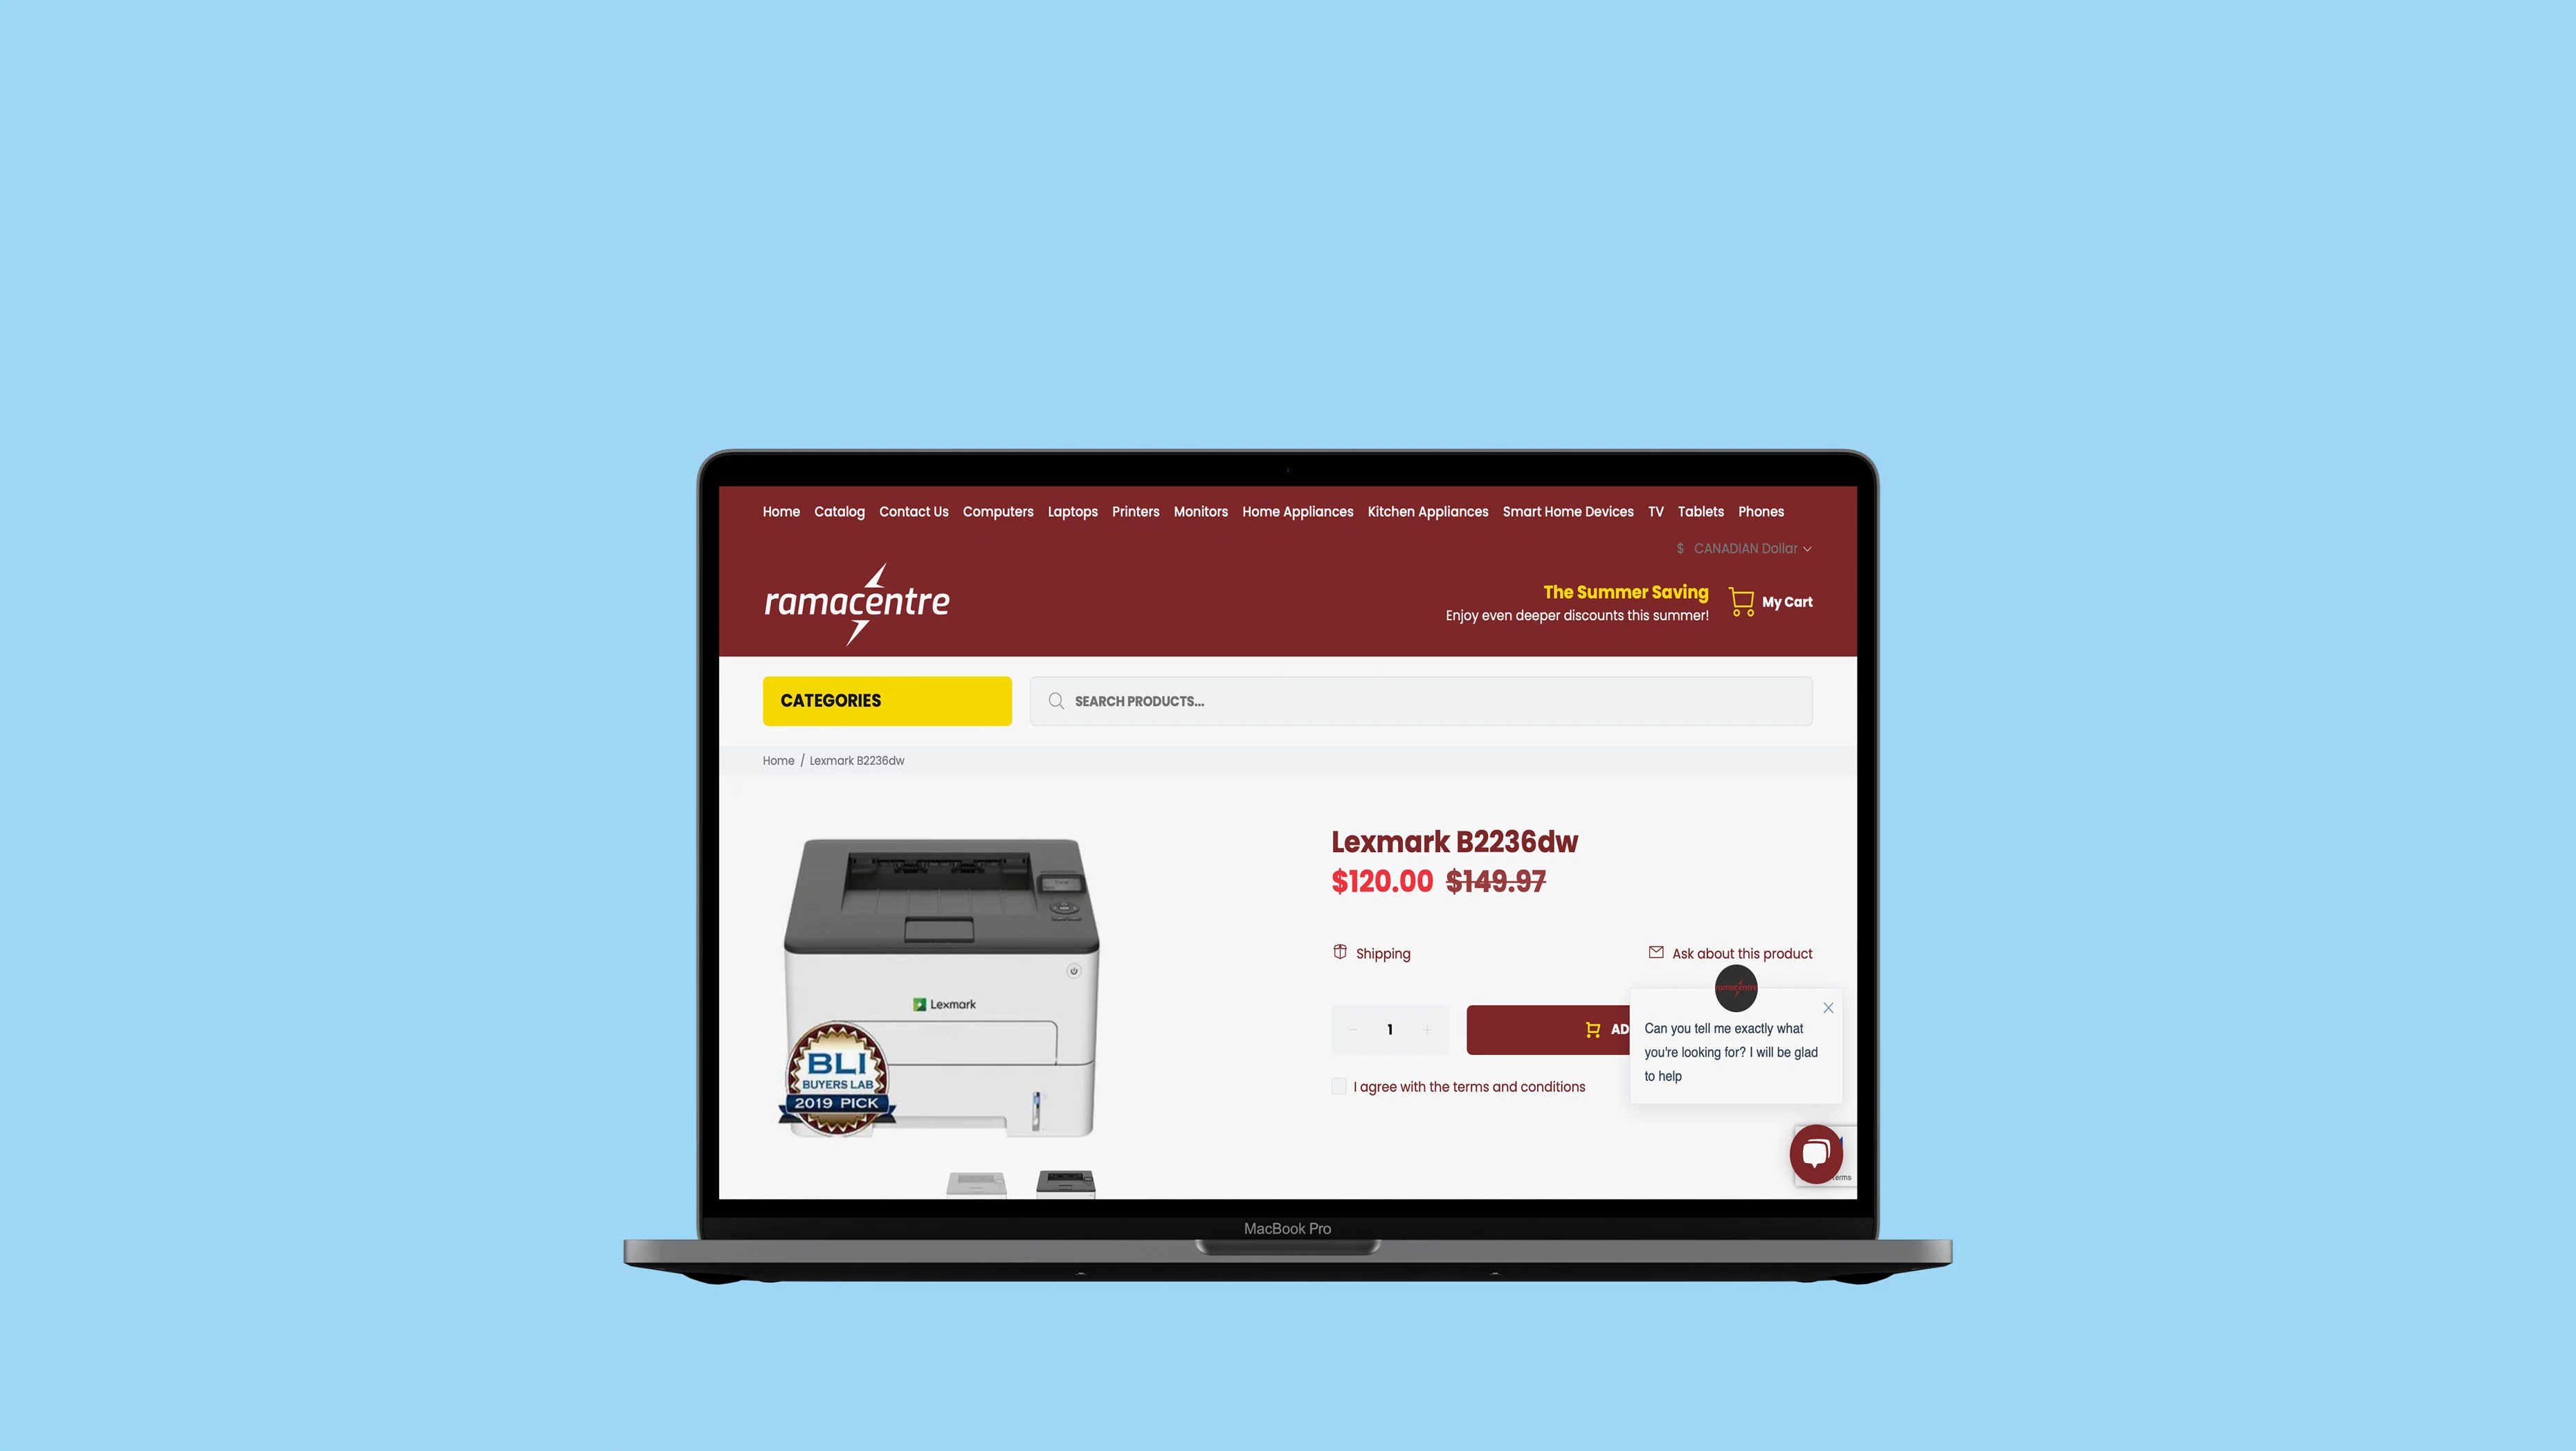 Home Catalog Contact Us Computers Laptops Printers Monitors Home Appliances Kitchen Appliances Smart Home Devices TV Tablets Phones
$ CANADIAN Dollar
ramacentre
The Summer Saving
Enjoy even deeper discounts this summer!
My Cart
CATEGORIES
SEARCH PRODUCTS...
Home / Lexmark B2236dw
Lexmark B2236dw
$120.00 $149.97
Shipping
Ask about this product
ramacentre
Lexmark
1
AD
Can you tell me exactly what
you're looking for? I will be glad
to help
I agree with the terms and conditions
BLI
BUYERS LAB
2019 PICK
MacBook Pro